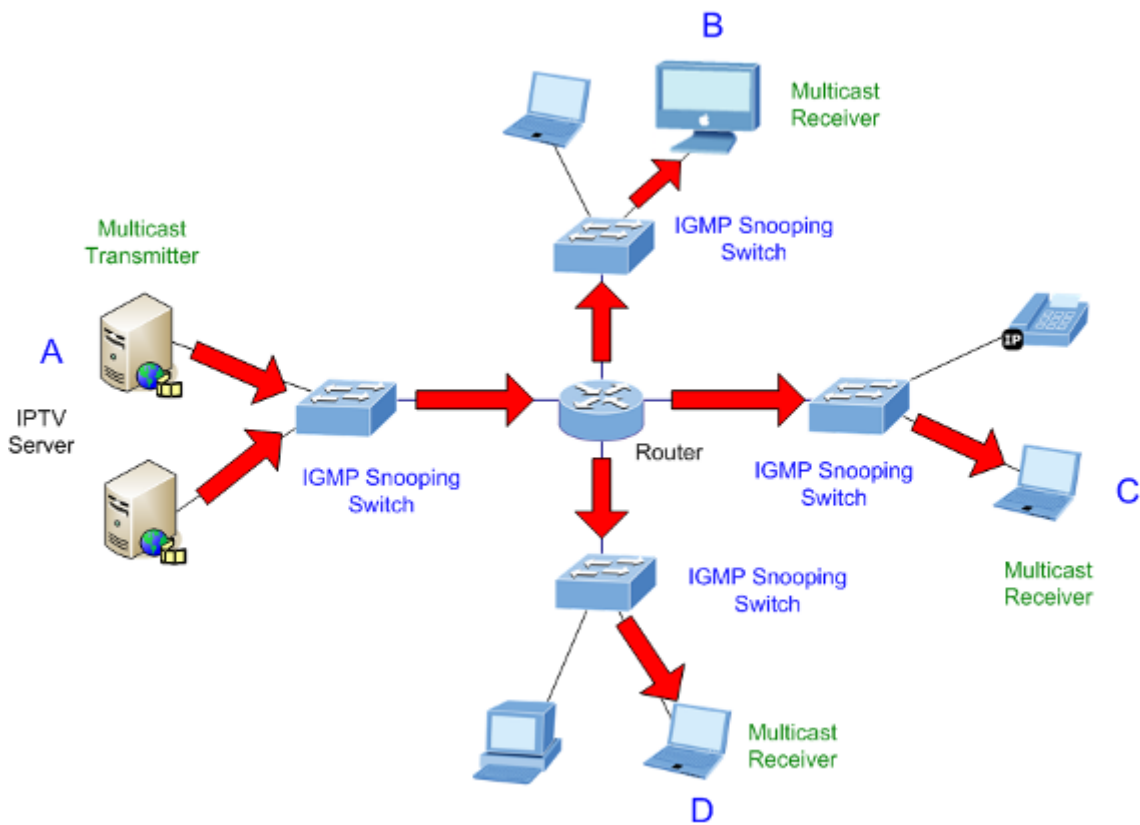 B
Multicast
Receiver
IGMP Snooping
Switch
Multicast
Transmitter
A
IPTV
Server
IGMP Snooping
Switch
Router
IP
IGMP Snooping
Switch
C
Multicast
Receiver
IGMP Snooping
Switch
Multicast
Receiver
D